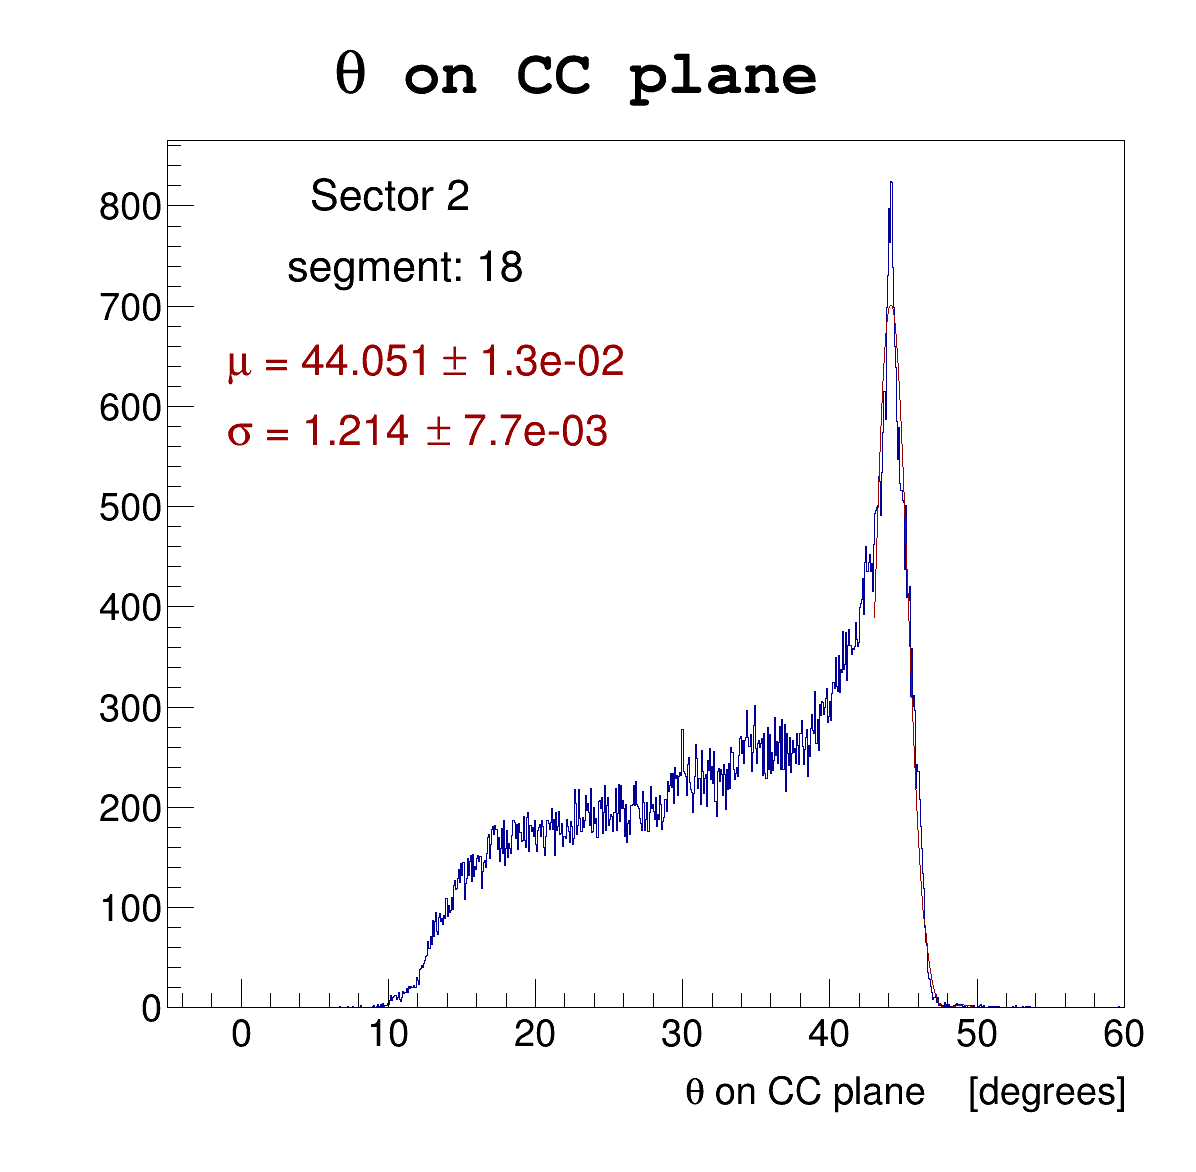 θ on CC plane
Sector 2
segment: 18
μ = 44.051 ± 1.3e-02
σ = 1.214 ± 7.7e-03
800
700
600
500
400
300
200
100
0
0 10 20 30 40 50 60
θ on CC plane [degrees]